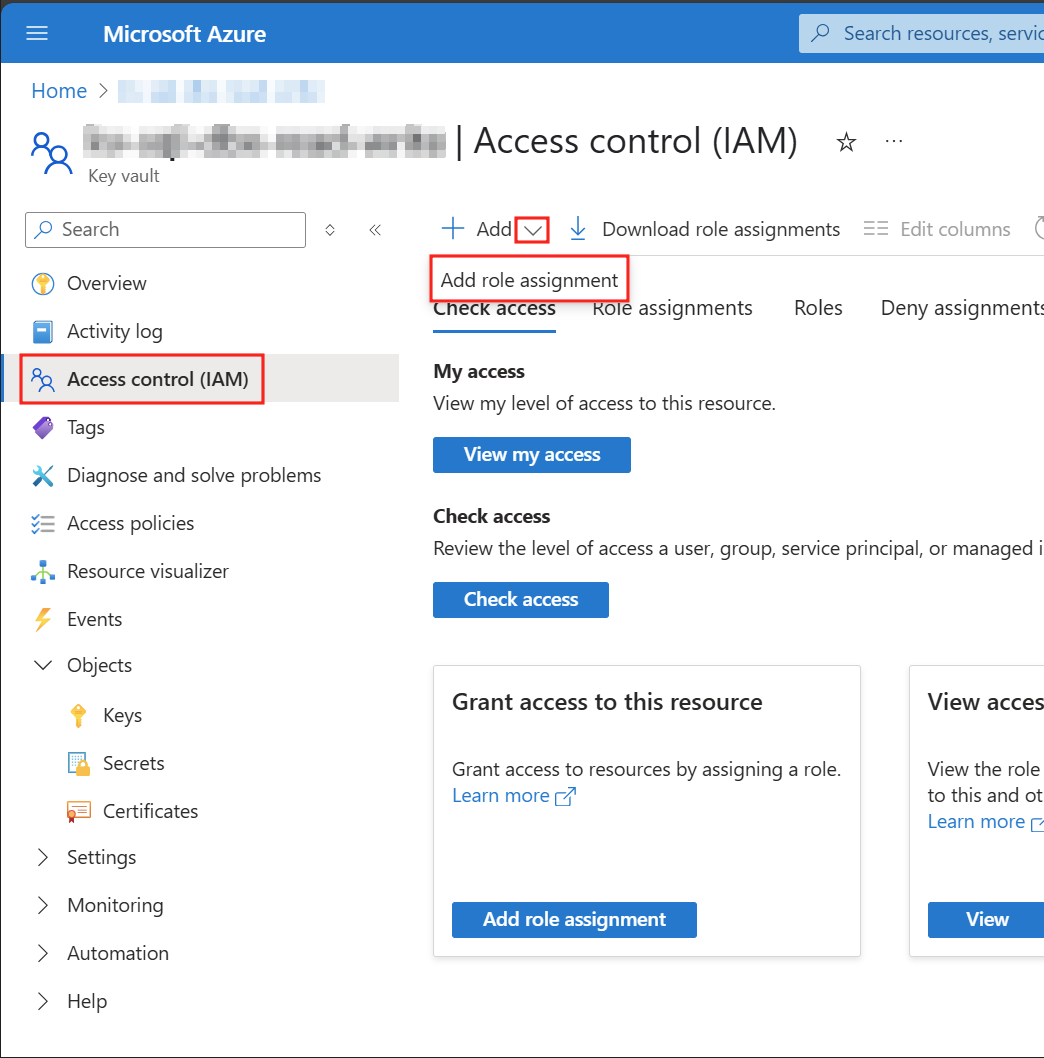 Microsoft Azure
Search resources, servic
Home
| Access control (IAM)
Key vault
Search
Add
Download role assignments
Edit columns
Add role assignment
Overview
Check access
Role assignments
Roles
Deny assignments
Activity log
Access control (IAM)
Tags
Diagnose and solve problems
Access policies
Resource visualizer
Events
Objects
Keys
Secrets
Certificates
Settings
Monitoring
Automation
Help
My access
View my level of access to this resource.
View my access
Check access
Review the level of access a user, group, service principal, or managed i
Check access
Grant access to this resource
Grant access to resources by assigning a role.
Learn more
Add role assignment
View acces
View the role
to this and ot
Learn more
View